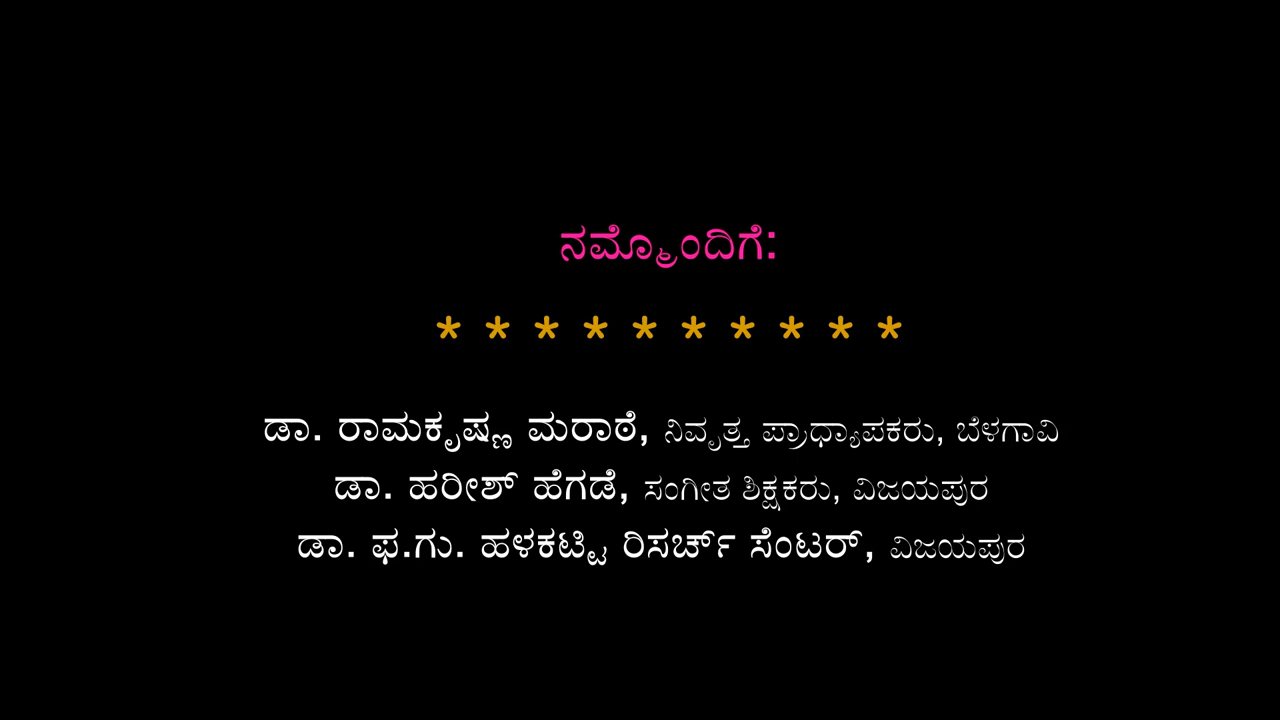 ನಮ್ಮೊಂದಿಗೆ:
* * * * * * * * * *
ಡಾ. ರಾಮಕೃಷ್ಣ ಮರಾಠೆ, ನಿವೃತ್ತ ಪ್ರಾಧ್ಯಾಪಕರು, ಬೆಳಗಾವಿ
ಡಾ. ಹರೀಶ್ ಹೆಗಡೆ, ಸಂಗೀತ ಶಿಕ್ಷಕರು, ವಿಜಯಪುರ
ಡಾ. ಫ.ಗು. ಹಳಕಟ್ಟಿ ರಿಸರ್ಚ್ ಸೆಂಟರ್, ವಿಜಯಪುರ